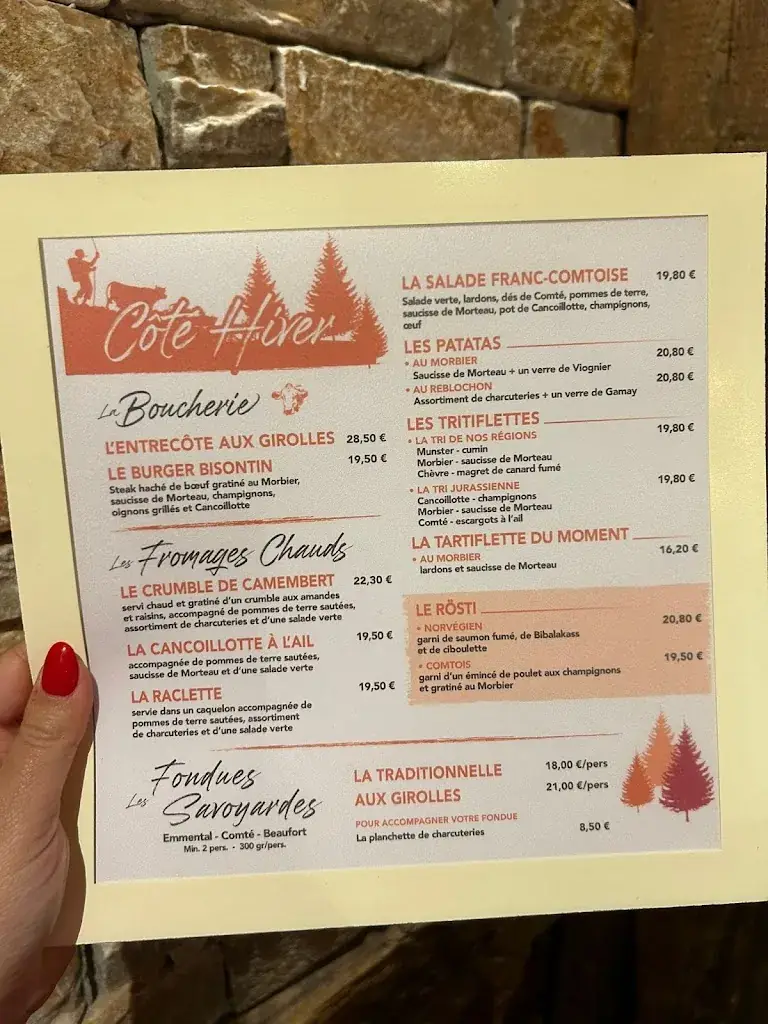 Côté Hiver
La Boucherie
L'ENTRECÔTE AUX GIROLLES 28,50 €
LE BURGER BISONTIN 19,50 €
Steak haché de bœuf gratiné au Morbier,
saucisse de Morteau, champignons,
oignons grillés et Cancoillotte
Les Fromages Chauds
LE CRUMBLE DE CAMEMBERT 22,30 €
servi chaud et gratiné d'un crumble aux amandes
et raisins, accompagné de pommes de terre sautées,
assortiment de charcuteries et d'une salade verte
LA CANCOILLOTTE À L'AIL 19,50 €
accompagnée de pommes de terre sautées,
saucisse de Morteau et d'une salade verte
LA RACLETTE 19,50 €
servie dans un caquelon accompagnée de
pommes de terre sautées, assortiment
de charcuteries et d'une salade verte
LA SALADE FRANC-COMTOISE 19,80 €
Salade verte, lardons, dés de Comté, pommes de terre,
saucisse de Morteau, pot de Cancoillotte, champignons,
œuf
LES PATATAS
• AU MORBIER 20,80 €
Saucisse de Morteau + un verre de Viognier
• AU REBLOCHON 20,80 €
Assortiment de charcuteries + un verre de Gamay
LES TRITIFLETTES
• LA TRI DE NOS RÉGIONS 19,80 €
Munster - cumin
Morbier - saucisse de Morteau
Chèvre - magret de canard fumé
• LA TRI JURASSIENNE 19,80 €
Cancoillotte - champignons
Morbier - saucisse de Morteau
Comté - escargots à l'ail
LA TARTIFLETTE DU MOMENT
• AU MORBIER 16,20 €
lardons et saucisse de Morteau
LE RÖSTI
• NORVÉGIEN 20,80 €
garni de saumon fumé, de Bibalakass
et de ciboulette
• COMTOIS 19,50 €
garni d'un émincé de poulet aux champignons
et gratiné au Morbier
Les Fondues
Savoyardes
Emmental - Comté - Beaufort
Min. 2 pers. • 300 gr/pers.
LA TRADITIONNELLE 18,00 €/pers
AUX GIROLLES 21,00 €/pers
POUR ACCOMPAGNER VOTRE FONDUE
La planchette de charcuteries 8,50 €